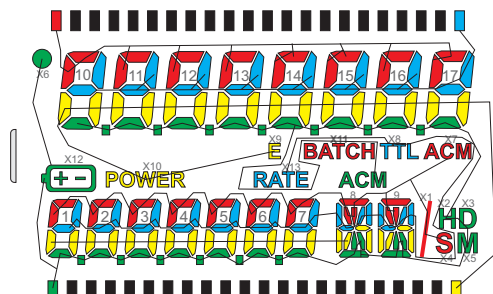 X6
10 11 12 13 14 15 16 17
X9 X11 X8 X7
E BATCH TTL ACM
X12 X10 X13
+ - POWER RATE ACM
8 9 X1 X2 X3
1 2 3 4 5 6 7 HD
SM
X4 X5